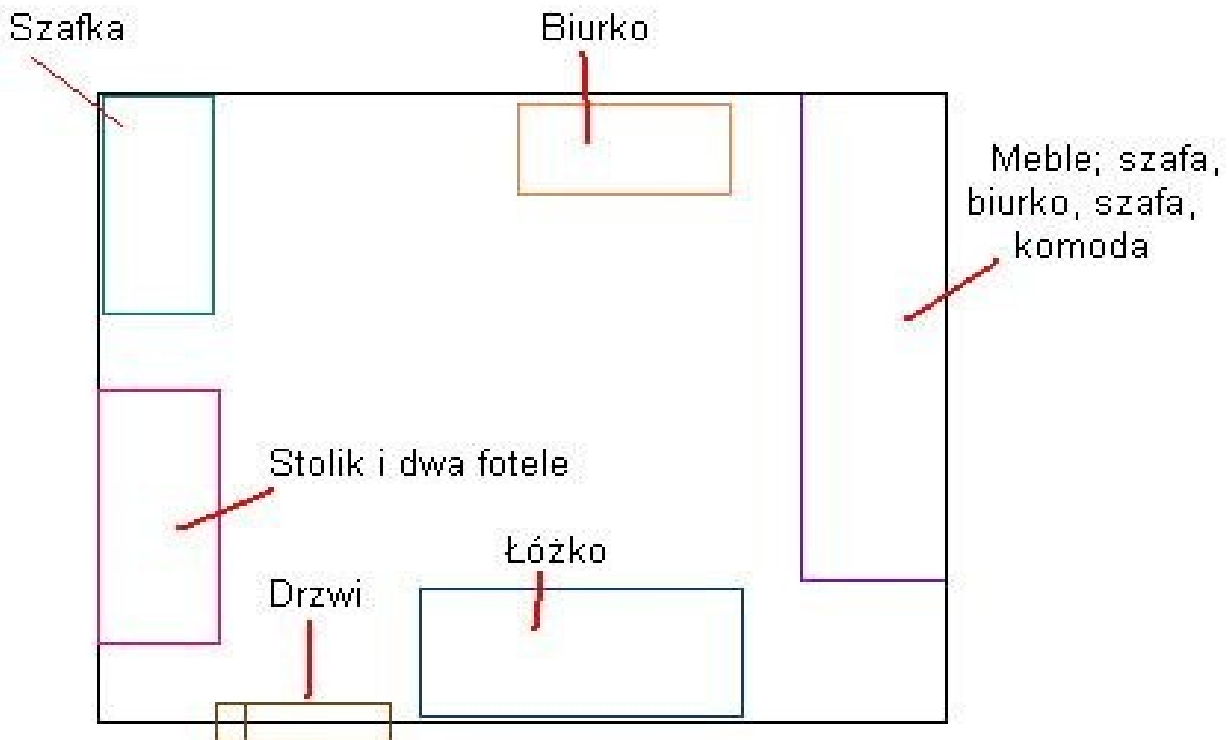 Szafka
Biurko
Meble; szafa,
biurko, szafa,
komoda
Stolik i dwa fotele
Łóżko
Drzwi